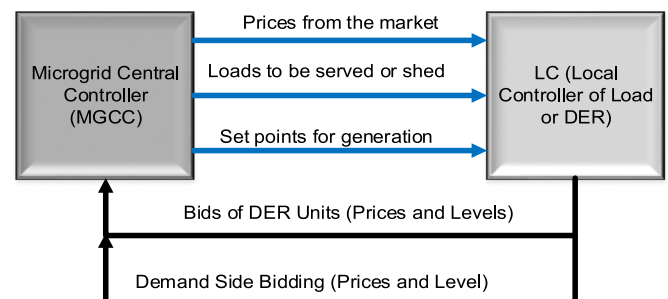 Prices from the market
Microgrid Central
Controller
(MGCC)
Loads to be served or shed
LC (Local
Controller of Load
or DER)
Set points for generation
Bids of DER Units (Prices and Levels)
Demand Side Bidding (Prices and Level)